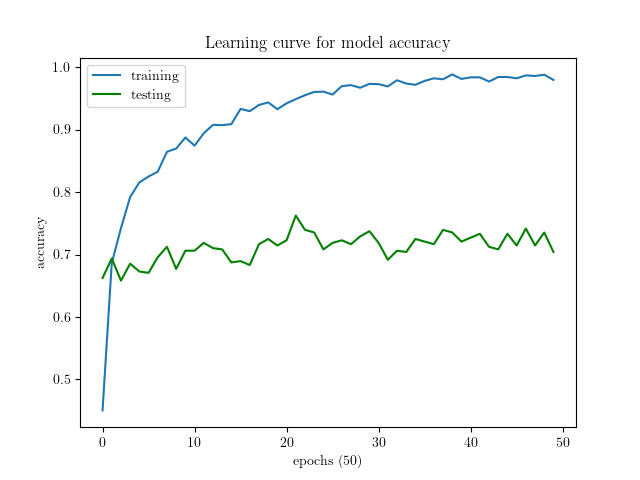 Learning curve for model accuracy
training
testing
accuracy
1.0
0.9
0.8
0.7
0.6
0.5
0 10 20 30 40 50
epochs (50)